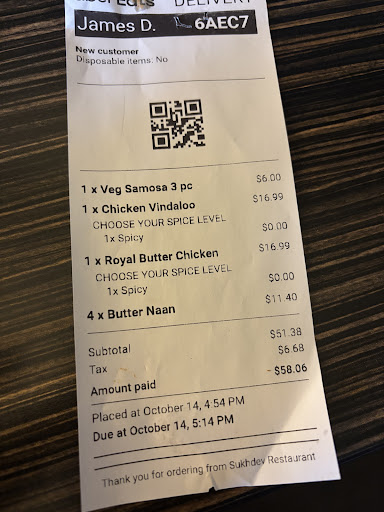 DELIVERY
James D. 6AEC7
New customer
Disposable items: No
1 x Veg Samosa 3 pc $6.00
1 x Chicken Vindaloo $16.99
CHOOSE YOUR SPICE LEVEL
1x Spicy $0.00
1 x Royal Butter Chicken $16.99
CHOOSE YOUR SPICE LEVEL
1x Spicy $0.00
4 x Butter Naan $11.40
Subtotal $51.38
Tax $6.68
Amount paid - $58.06
Placed at October 14, 4:54 PM
Due at October 14, 5:14 PM
Thank you for ordering from Sukhdev Restaurant